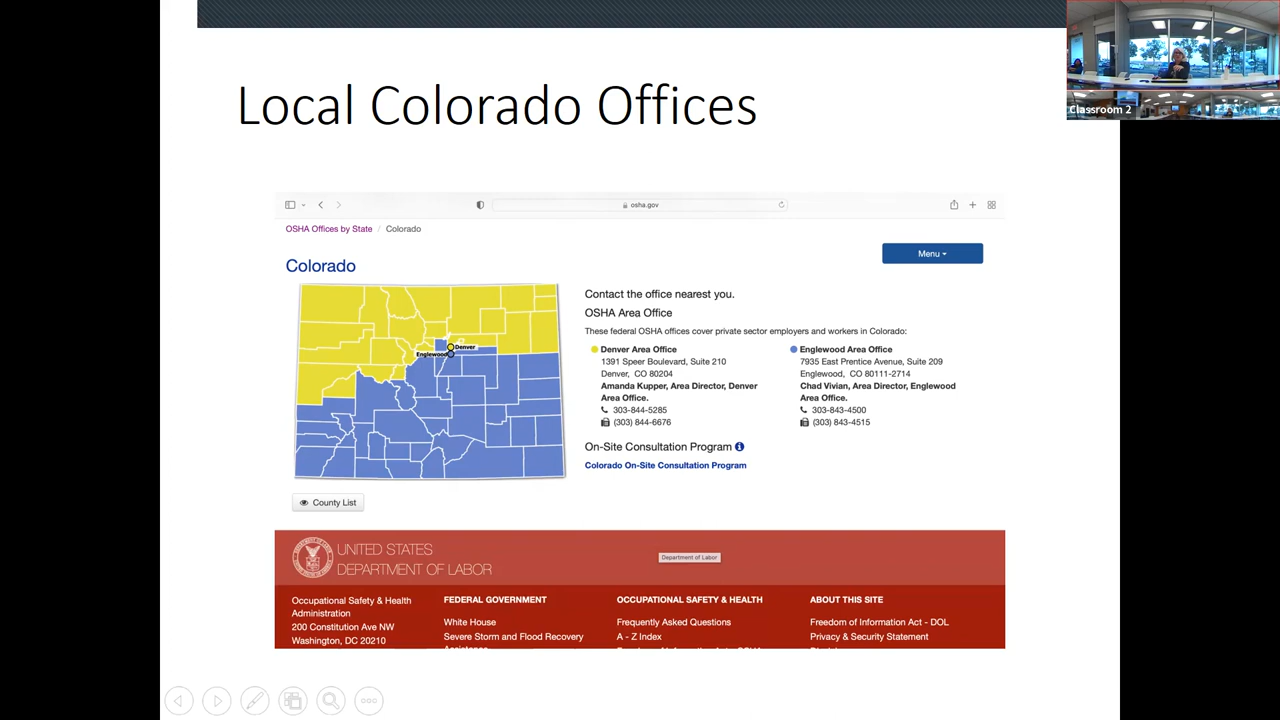 Local Colorado Offices
Classroom 2
osha.gov
OSHA Offices by State / Colorado
Menu
Colorado
Denver
Englewood
County List
Contact the office nearest you.
OSHA Area Office
These federal OSHA offices cover private sector employers and workers in Colorado:
Denver Area Office
1391 Speer Boulevard, Suite 210
Denver, CO 80204
Amanda Kupper, Area Director, Denver
Area Office.
303-844-5285
(303) 844-6676
Englewood Area Office
7935 East Prentice Avenue, Suite 209
Englewood, CO 80111-2714
Chad Vivian, Area Director, Englewood
Area Office.
303-843-4500
(303) 843-4515
On-Site Consultation Program
Colorado On-Site Consultation Program
UNITED STATES
DEPARTMENT OF LABOR
Department of Labor
Occupational Safety & Health
Administration
200 Constitution Ave NW
Washington, DC 20210
FEDERAL GOVERNMENT
White House
Severe Storm and Flood Recovery
OCCUPATIONAL SAFETY & HEALTH
Frequently Asked Questions
A - Z Index
ABOUT THIS SITE
Freedom of Information Act - DOL
Privacy & Security Statement